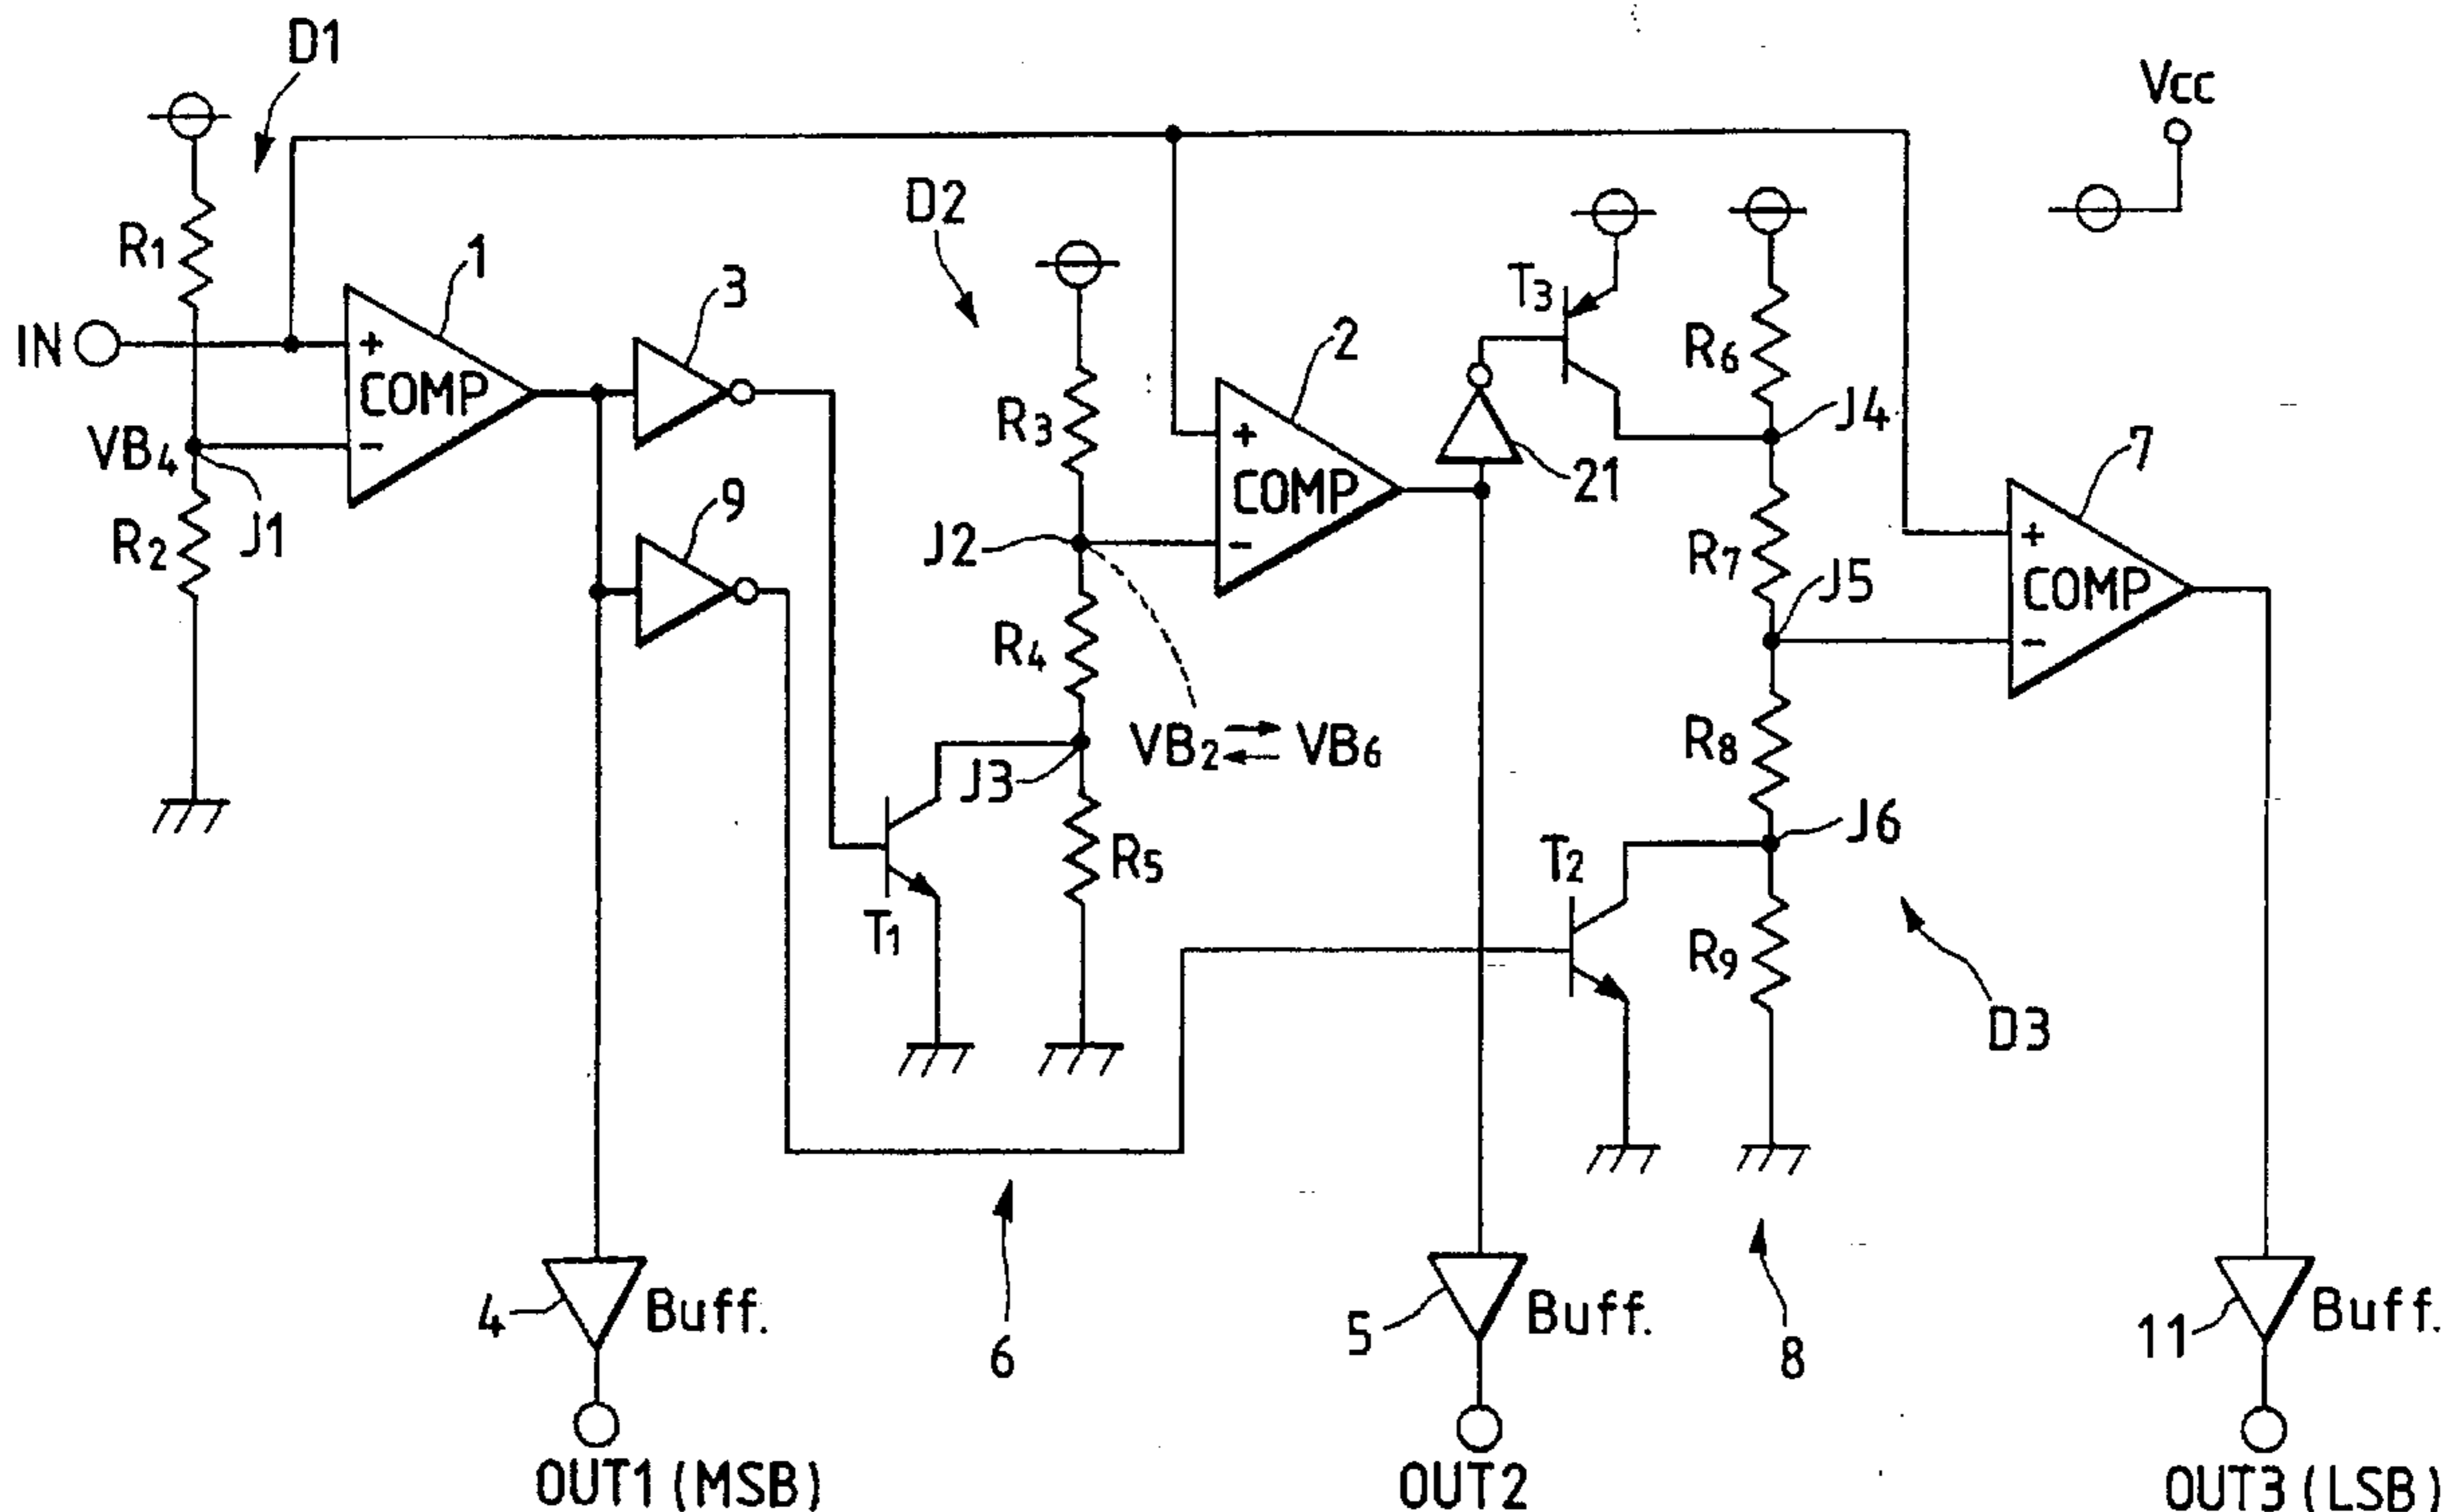 D1
Vcc
D2
R1
1
3
T3
IN
+
COMP
-
2
R6
R3
J4
VB4
9
+
COMP
-
21
7
R2
J1
J2
R7
J5
+
COMP
-
R4
VB2 ⇄ VB6
R8
J3
J6
T2
R5
T1
R9
D3
4
Buff.
6
5
Buff.
8
11
Buff.
OUT1 (MSB)
OUT2
OUT3 (LSB)